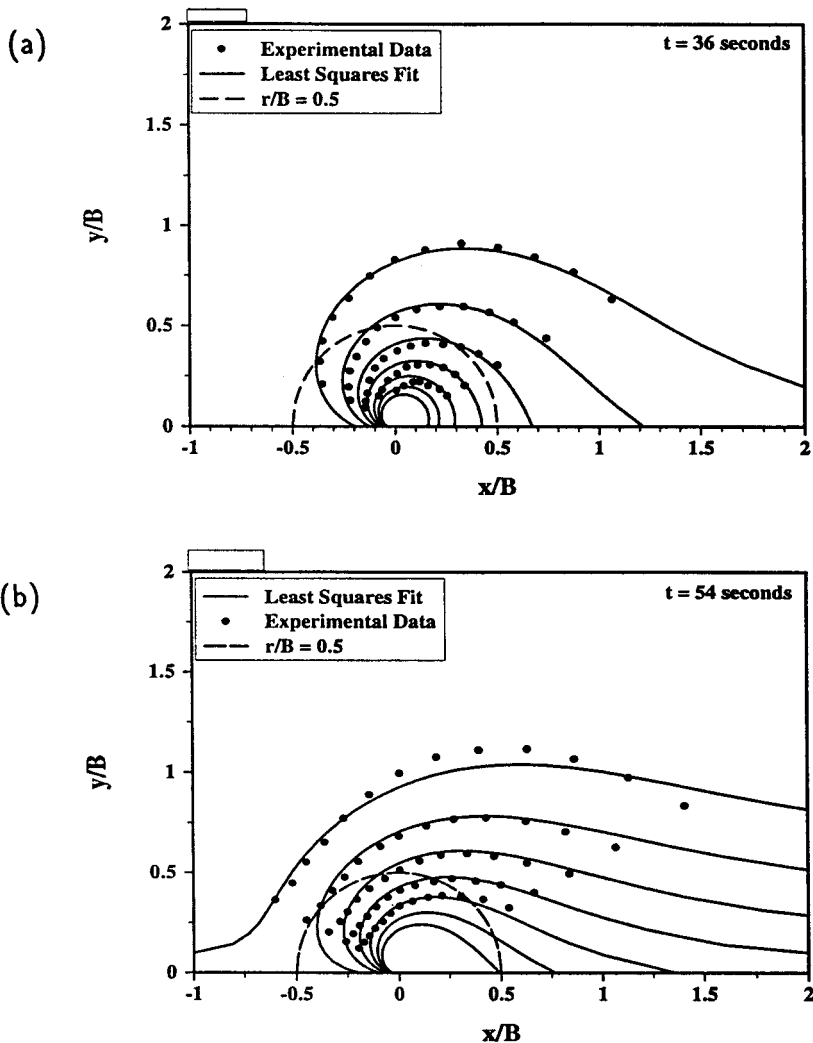 (a)
2
Experimental Data
Least Squares Fit
r/B = 0.5
t = 36 seconds
1.5
y/B
1
0.5
0
-1 -0.5 0 0.5 1 1.5 2
x/B
(b)
2
Least Squares Fit
Experimental Data
r/B = 0.5
t = 54 seconds
1.5
y/B
1
0.5
0
-1 -0.5 0 0.5 1 1.5 2
x/B